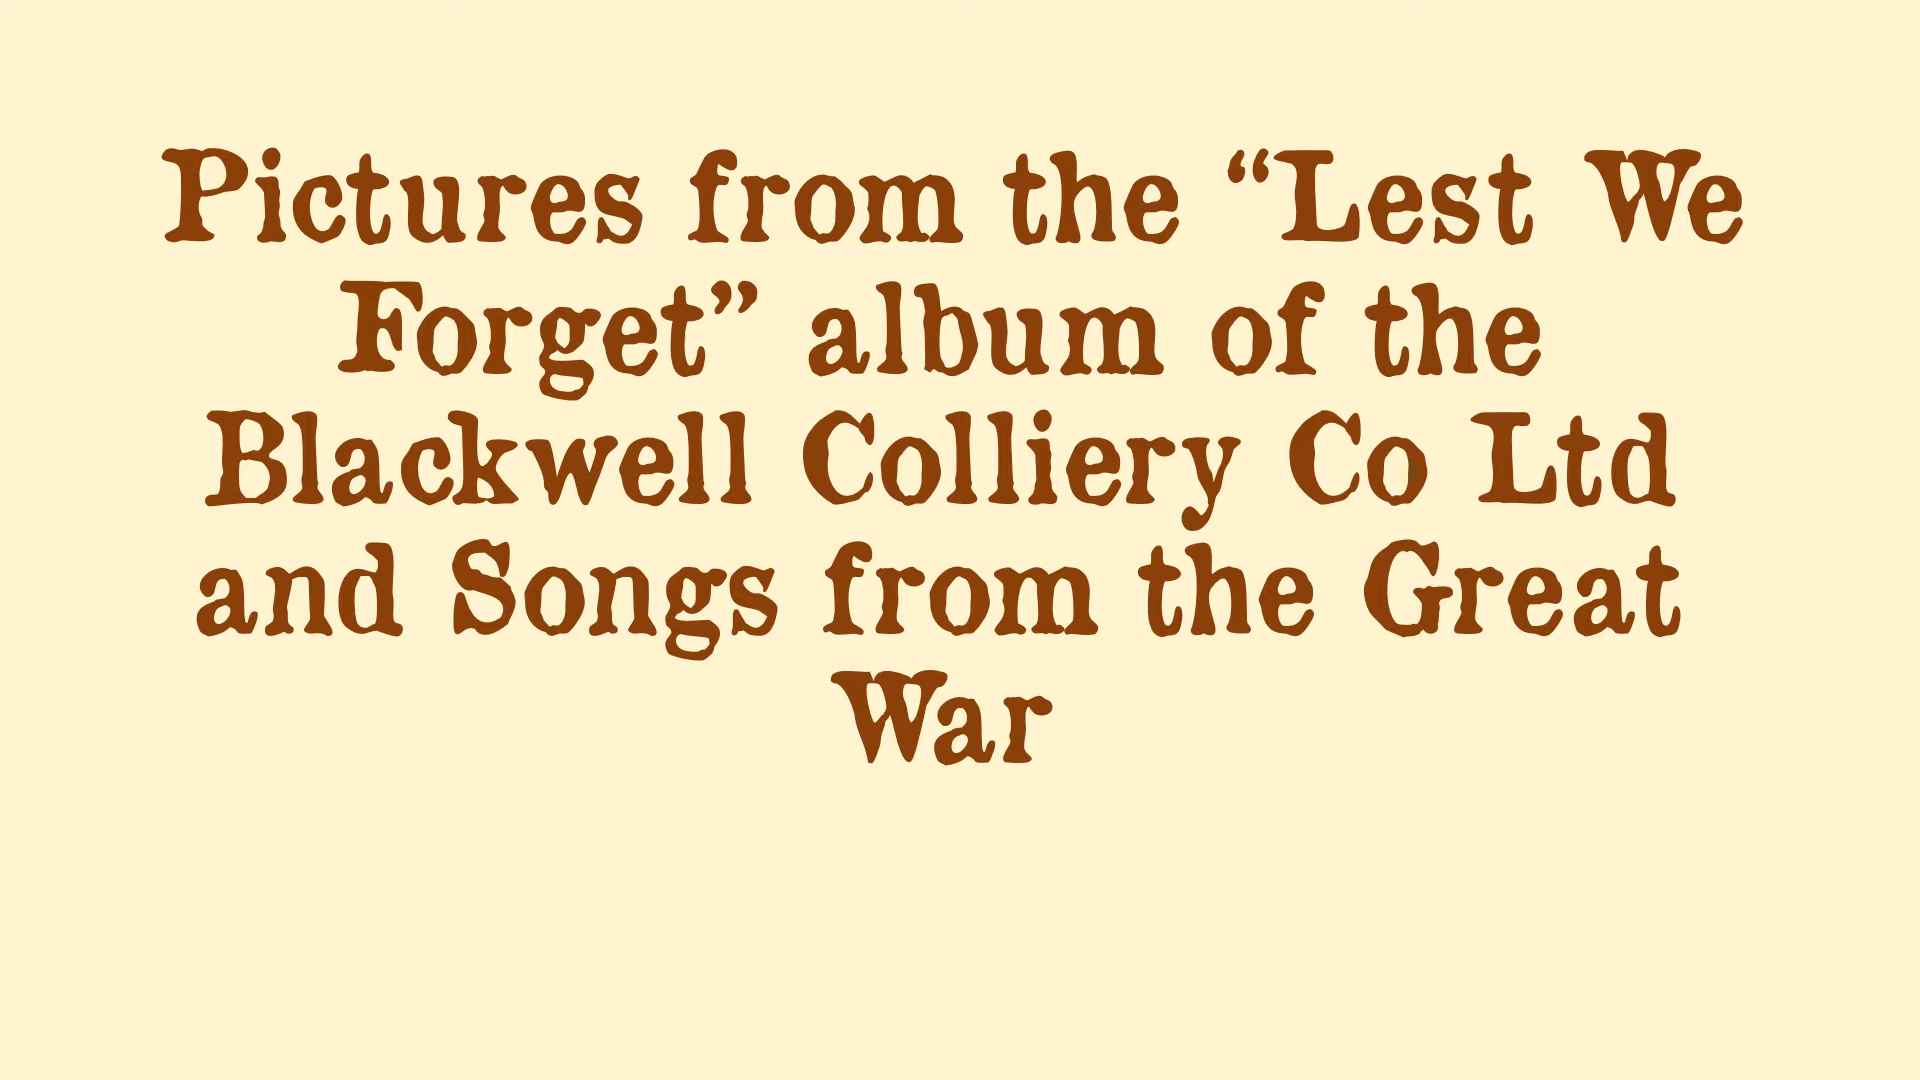 Pictures from the “Lest We
Forget” album of the
Blackwell Colliery Co Ltd
and Songs from the Great
War